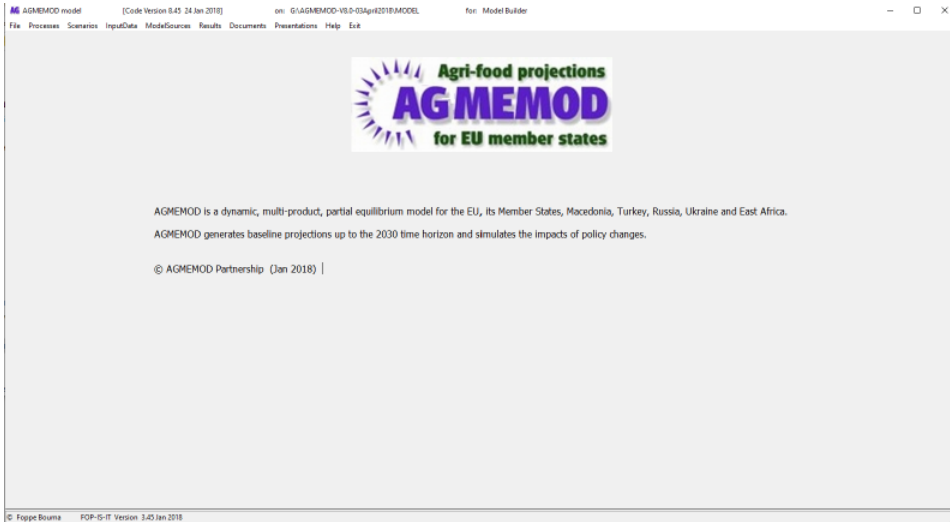 AGMEMOD model [Code Version 8.45 24 Jan 2018] on: G:\AGMEMOD-V8.0-03April2018\MODEL for: Model Builder
File Processes Scenarios InputData ModelSources Results Documents Presentations Help Exit
Agri-food projections
AGMEMOD
for EU member states
AGMEMOD is a dynamic, multi-product, partial equilibrium model for the EU, its Member States, Macedonia, Turkey, Russia, Ukraine and East Africa.
AGMEMOD generates baseline projections up to the 2030 time horizon and simulates the impacts of policy changes.
© AGMEMOD Partnership (Jan 2018)
© Foppe Bouma FOP-IS-IT Version 3.45 Jan 2018